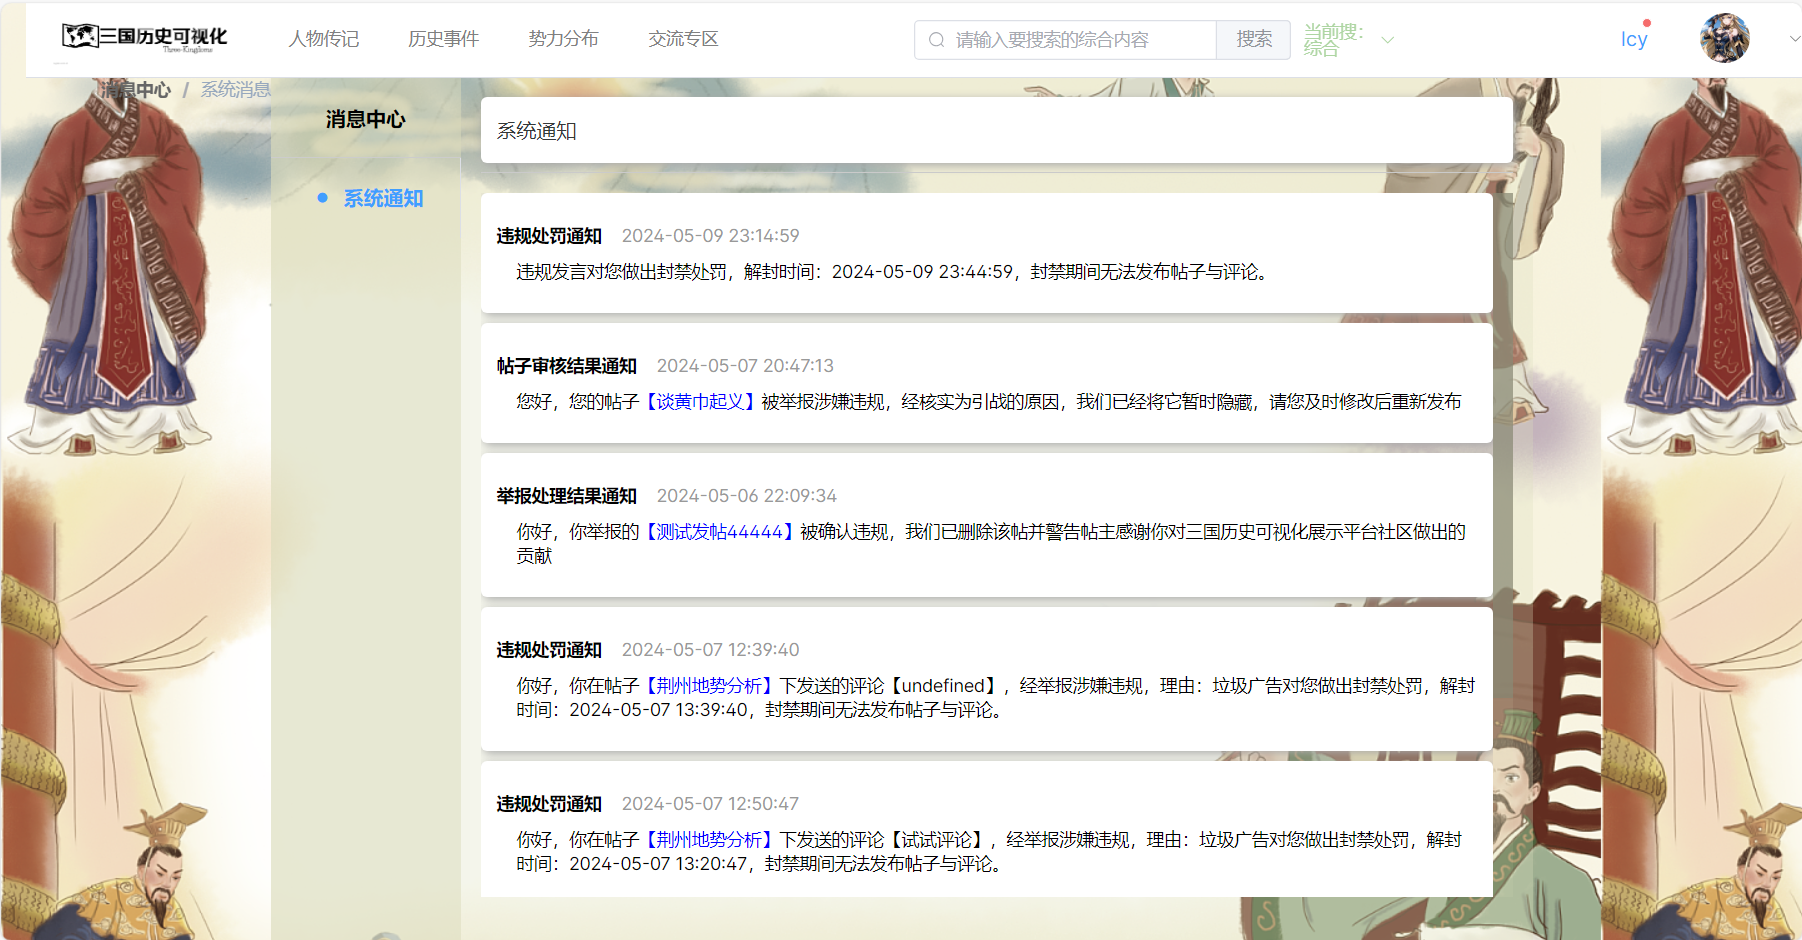 三国历史可视化
Three-Kingdoms
人物传记
历史事件
势力分布
交流专区
请输入要搜索的综合内容
搜索
当前搜：
综合
Icy
消息中心 / 系统消息
消息中心
系统通知
系统通知
违规处罚通知 2024-05-09 23:14:59
违规发言对您做出封禁处罚，解封时间：2024-05-09 23:44:59，封禁期间无法发布帖子与评论。
帖子审核结果通知 2024-05-07 20:47:13
您好，您的帖子【谈黄巾起义】被举报涉嫌违规，经核实为引战的原因，我们已经将它暂时隐藏，请您及时修改后重新发布
举报处理结果通知 2024-05-06 22:09:34
你好，你举报的【测试发帖44444】被确认违规，我们已删除该帖并警告帖主感谢你对三国历史可视化展示平台社区做出的
贡献
违规处罚通知 2024-05-07 12:39:40
你好，你在帖子【荆州地势分析】下发送的评论【undefined】，经举报涉嫌违规，理由：垃圾广告对您做出封禁处罚，解封
时间：2024-05-07 13:39:40，封禁期间无法发布帖子与评论。
违规处罚通知 2024-05-07 12:50:47
你好，你在帖子【荆州地势分析】下发送的评论【试试评论】，经举报涉嫌违规，理由：垃圾广告对您做出封禁处罚，解封
时间：2024-05-07 13:20:47，封禁期间无法发布帖子与评论。